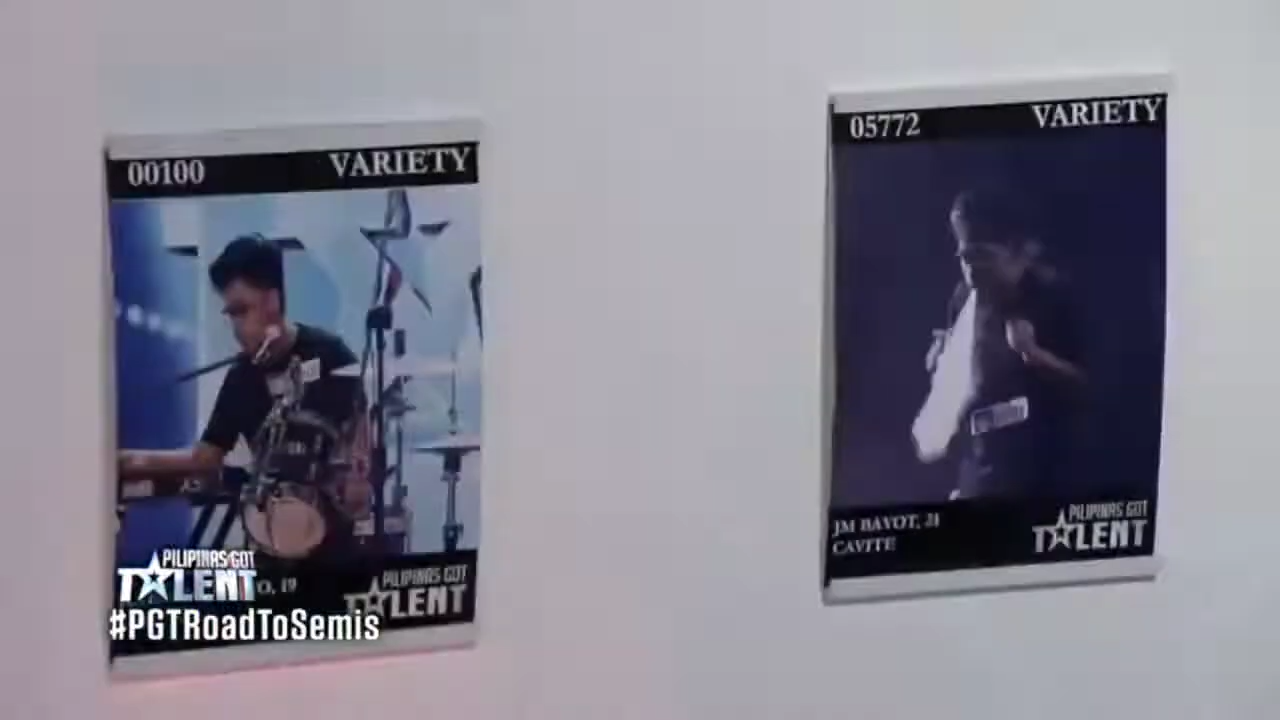 00100 VARIETY
O, 19
PILIPINAS GOT
TALENT
PILIPINAS GOT
TALENT
#PGTRoadToSemis
05772 VARIETY
JM BAYOT, 21
CAVITE
PILIPINAS GOT
TALENT